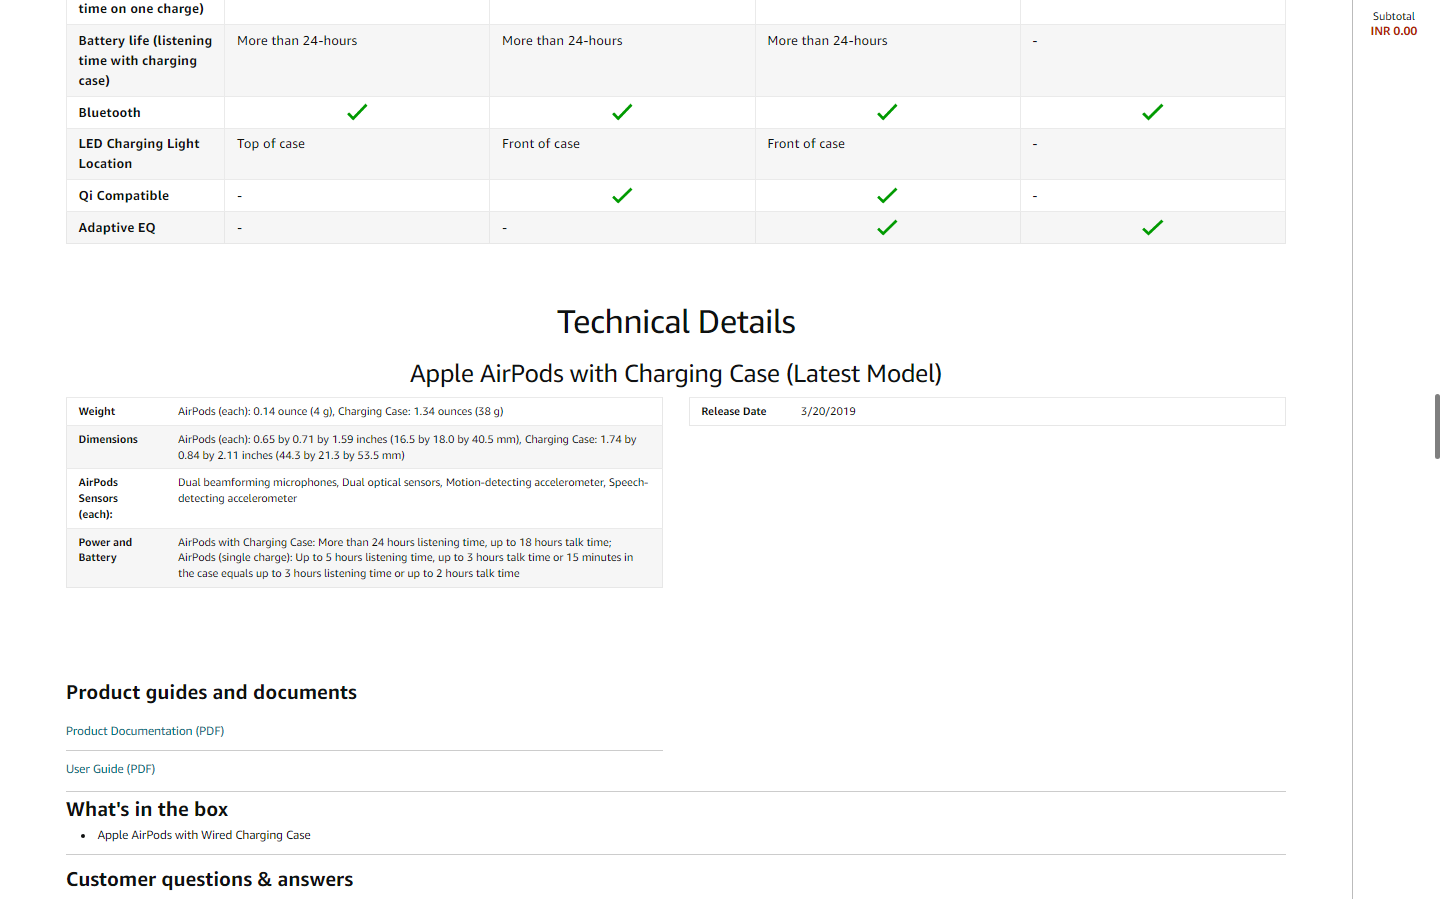 time on one charge)
Battery life (listening More than 24-hours More than 24-hours More than 24-hours -
time with charging
case)
Bluetooth
LED Charging Light Top of case Front of case Front of case -
Location
Qi Compatible - -
Adaptive EQ - -
Subtotal
INR 0.00
Technical Details
Apple AirPods with Charging Case (Latest Model)
Weight AirPods (each): 0.14 ounce (4 g), Charging Case: 1.34 ounces (38 g)
Dimensions AirPods (each): 0.65 by 0.71 by 1.59 inches (16.5 by 18.0 by 40.5 mm), Charging Case: 1.74 by
0.84 by 2.11 inches (44.3 by 21.3 by 53.5 mm)
AirPods Dual beamforming microphones, Dual optical sensors, Motion-detecting accelerometer, Speech-
Sensors detecting accelerometer
(each):
Power and AirPods with Charging Case: More than 24 hours listening time, up to 18 hours talk time;
Battery AirPods (single charge): Up to 5 hours listening time, up to 3 hours talk time or 15 minutes in
the case equals up to 3 hours listening time or up to 2 hours talk time
Release Date 3/20/2019
Product guides and documents
Product Documentation (PDF)
User Guide (PDF)
What's in the box
• Apple AirPods with Wired Charging Case
Customer questions & answers